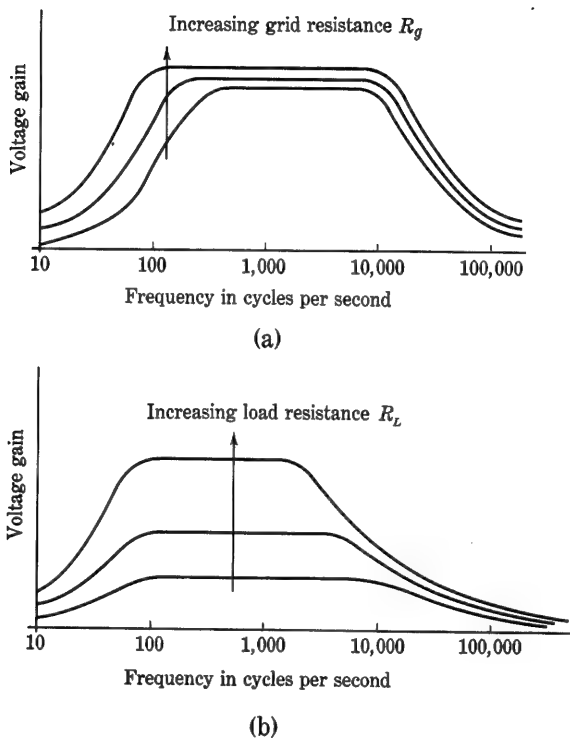 Increasing grid resistance Rg
Voltage gain
10 100 1,000 10,000 100,000
Frequency in cycles per second
(a)
Increasing load resistance RL
Voltage gain
10 100 1,000 10,000 100,000
Frequency in cycles per second
(b)